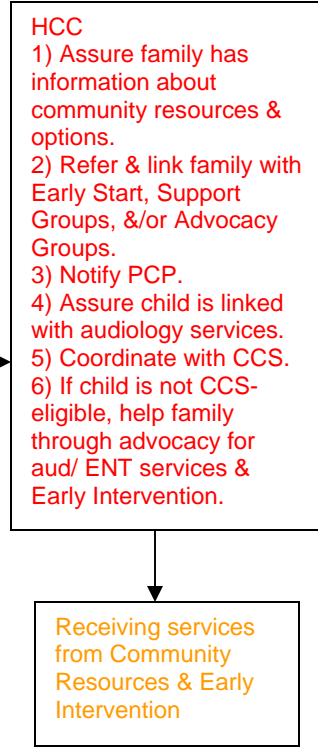 HCC
1) Assure family has
information about
community resources &
options.
2) Refer & link family with
Early Start, Support
Groups, &/or Advocacy
Groups.
3) Notify PCP.
4) Assure child is linked
with audiology services.
5) Coordinate with CCS.
6) If child is not CCS-
eligible, help family
through advocacy for
aud/ ENT services &
Early Intervention.
Receiving services
from Community
Resources & Early
Intervention